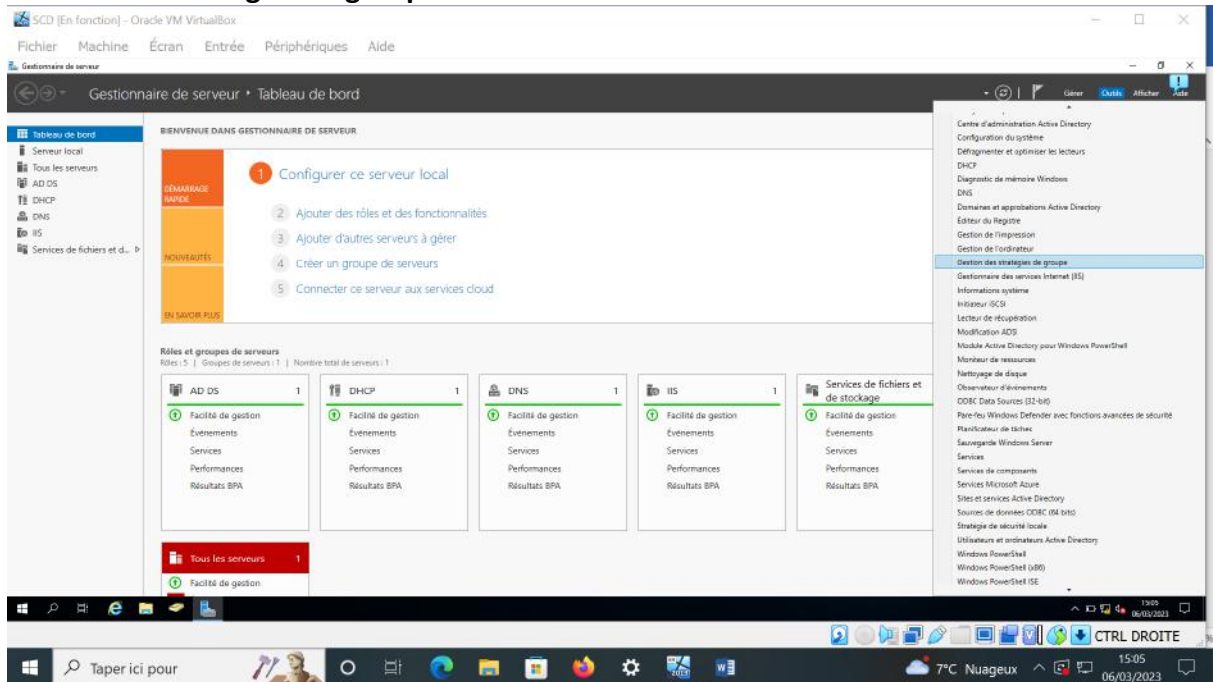 SCD [En fonction] - Oracle VM VirtualBox
Fichier Machine Écran Entrée Périphériques Aide
Gestionnaire de serveur
Gestionnaire de serveur • Tableau de bord
Gérer Outils Afficher Aide
Tableau de bord
Serveur local
Tous les serveurs
AD DS
DHCP
DNS
IIS
Services de fichiers et d...
BIENVENUE DANS GESTIONNAIRE DE SERVEUR
DÉMARRAGE RAPIDE
NOUVEAUTÉS
EN SAVOIR PLUS
1 Configurer ce serveur local
2 Ajouter des rôles et des fonctionnalités
3 Ajouter d'autres serveurs à gérer
4 Créer un groupe de serveurs
5 Connecter ce serveur aux services cloud
Rôles et groupes de serveurs
Rôles : 5 | Groupes de serveurs : 1 | Nombre total de serveurs : 1
AD DS 1
Facilité de gestion
Événements
Services
Performances
Résultats BPA
DHCP 1
Facilité de gestion
Événements
Services
Performances
Résultats BPA
DNS 1
Facilité de gestion
Événements
Services
Performances
Résultats BPA
IIS 1
Facilité de gestion
Événements
Services
Performances
Résultats BPA
Services de fichiers et
de stockage
Facilité de gestion
Événements
Services
Performances
Résultats BPA
Tous les serveurs 1
Facilité de gestion
Centre d'administration Active Directory
Configuration du système
Défragmenter et optimiser les lecteurs
DHCP
Diagnostic de mémoire Windows
DNS
Domaines et approbations Active Directory
Éditeur du Registre
Gestion de l'impression
Gestion de l'ordinateur
Gestion des stratégies de groupe
Gestionnaire des services Internet (IIS)
Informations système
Initiateur iSCSI
Lecteur de récupération
Modification ADSI
Module Active Directory pour Windows PowerShell
Moniteur de ressources
Nettoyage de disque
Observateur d'événements
ODBC Data Sources (32-bit)
Pare-feu Windows Defender avec fonctions avancées de sécurité
Planificateur de tâches
Sauvegarde Windows Server
Services
Services de composants
Services Microsoft Azure
Sites et services Active Directory
Sources de données ODBC (64 bits)
Stratégie de sécurité locale
Utilisateurs et ordinateurs Active Directory
Windows PowerShell
Windows PowerShell (x86)
Windows PowerShell ISE
15:05
06/03/2023
CTRL DROITE
Taper ici pour
7°C Nuageux
15:05
06/03/2023